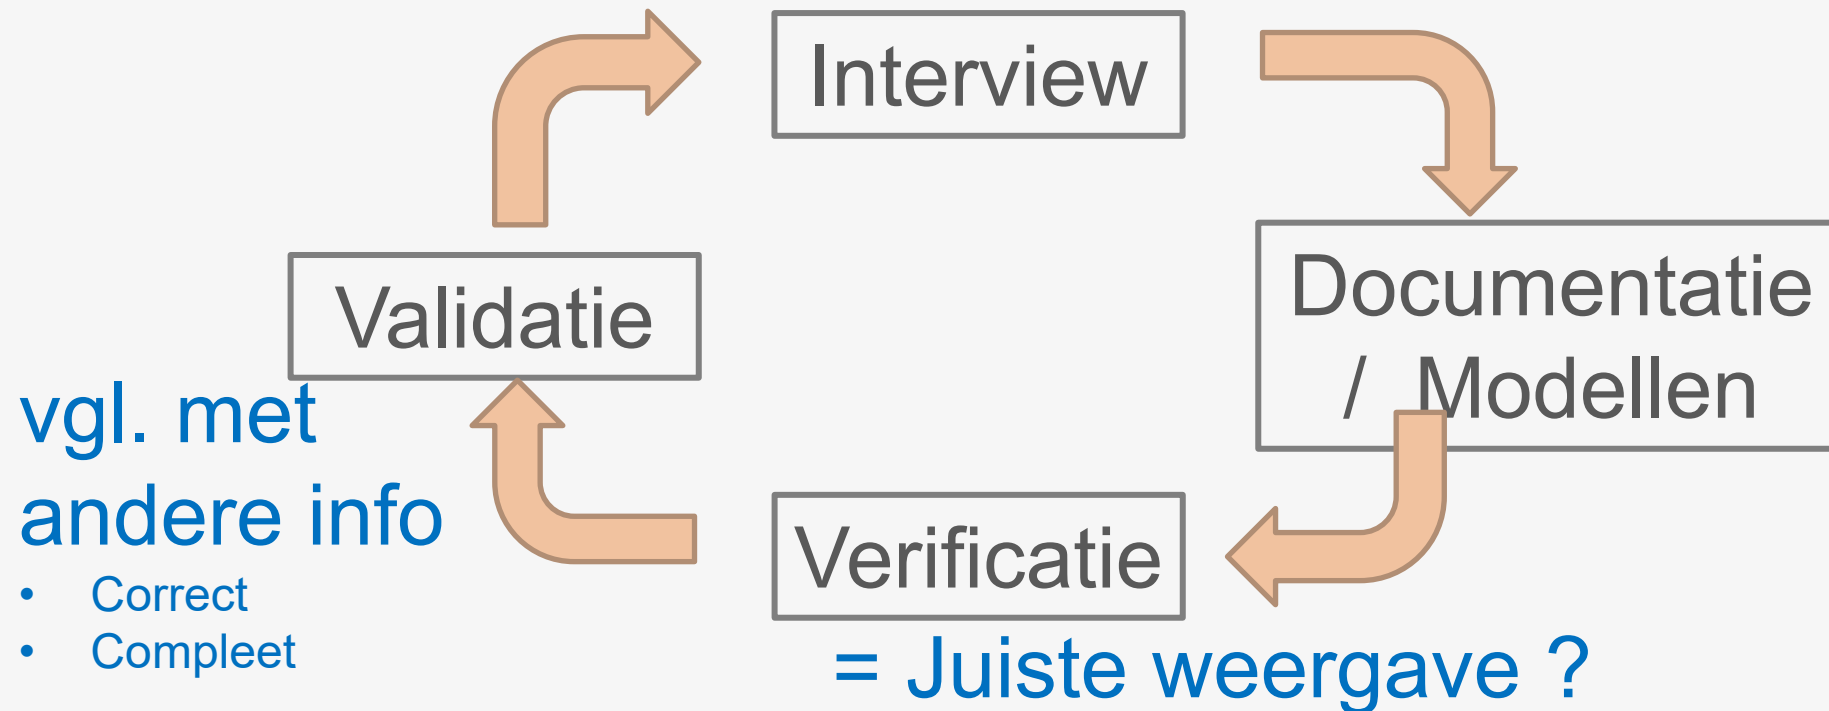 Interview
Documentatie
/ Modellen
Validatie
vgl. met
andere info
• Correct
• Compleet
Verificatie
= Juiste weergave ?